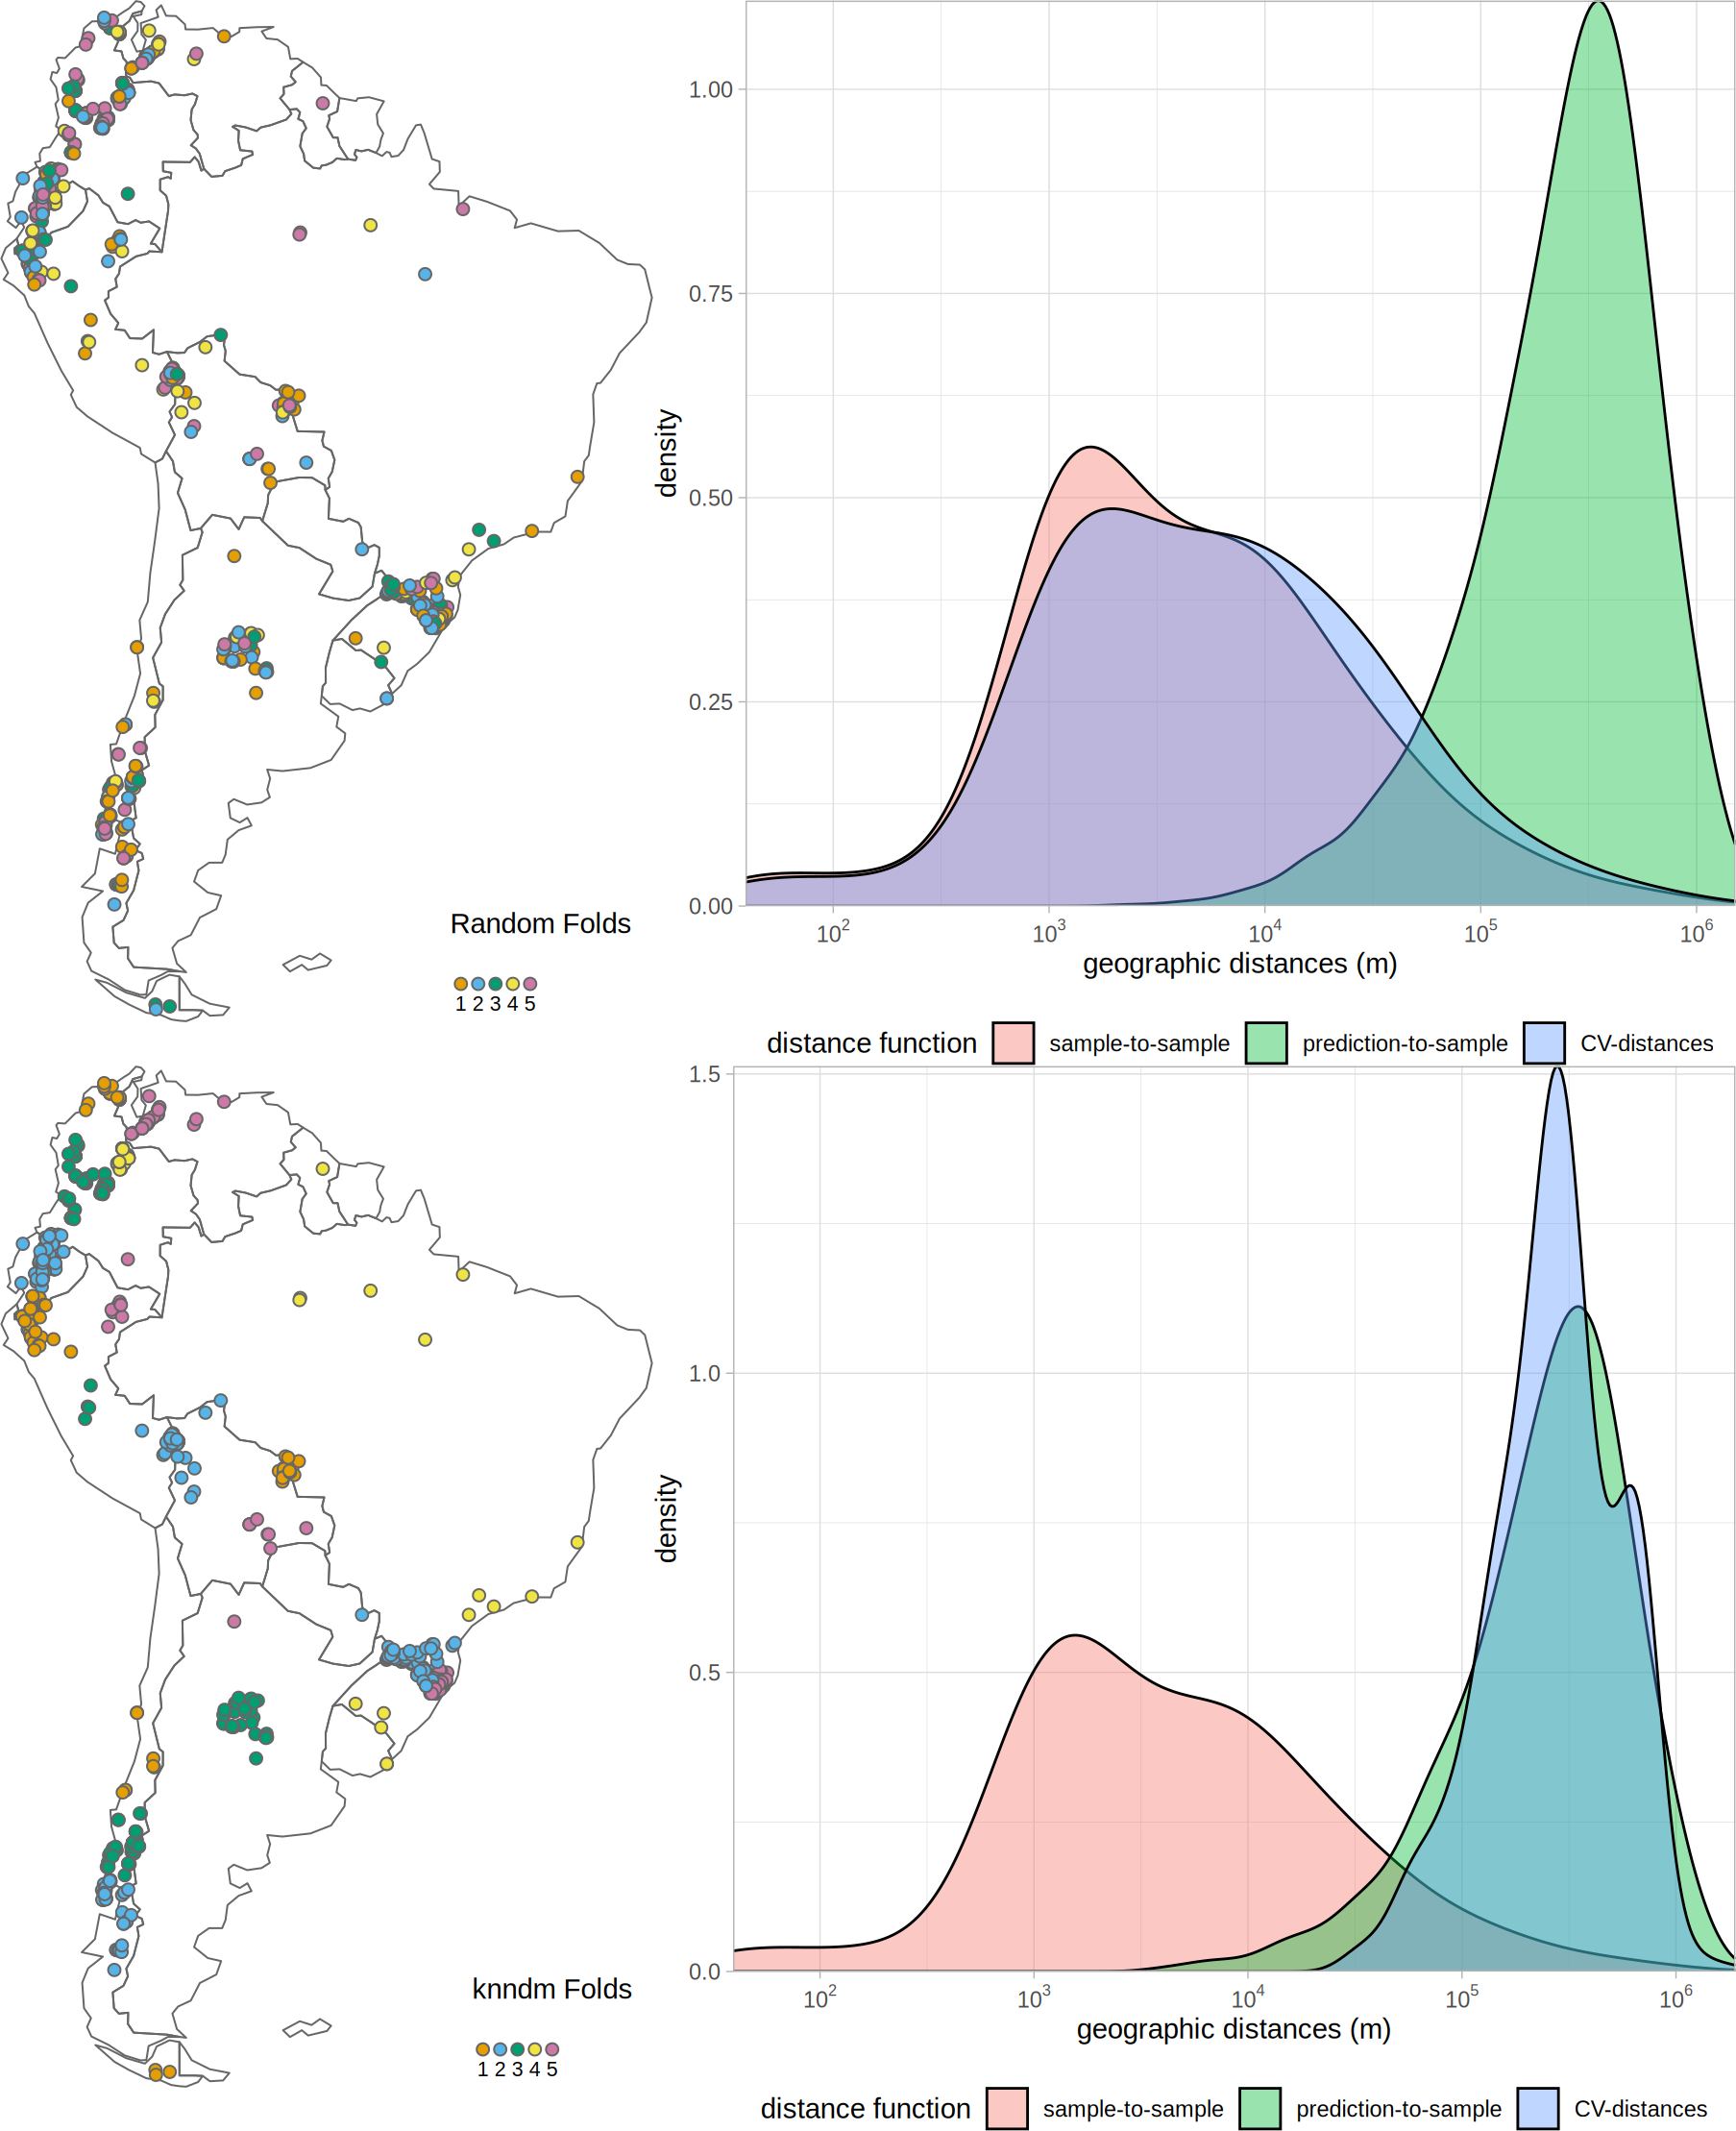 Random Folds
1 2 3 4 5
1.00
0.75
0.50
0.25
0.00
density
10² 10³ 10⁴ 10⁵ 10⁶
geographic distances (m)
distance function sample-to-sample prediction-to-sample CV-distances
knndm Folds
1 2 3 4 5
1.5
1.0
0.5
0.0
density
10² 10³ 10⁴ 10⁵ 10⁶
geographic distances (m)
distance function sample-to-sample prediction-to-sample CV-distances